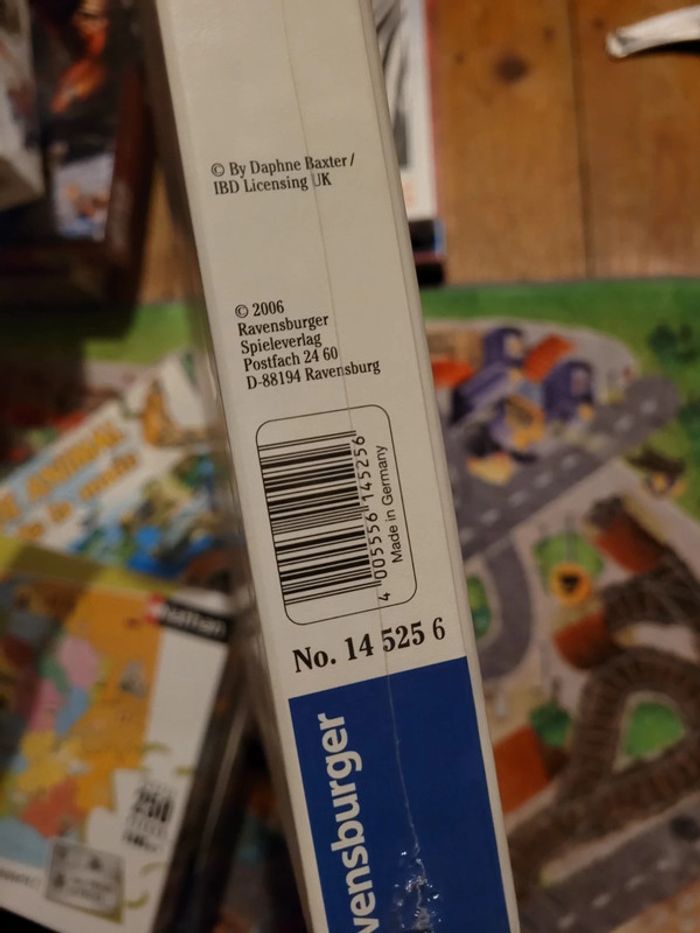 © By Daphne Baxter /
IBD Licensing UK
© 2006
Ravensburger
Spieleverlag
Postfach 24 60
D-88194 Ravensburg
4 005556 145256
Made in Germany
No. 14 525 6
vensburger
250